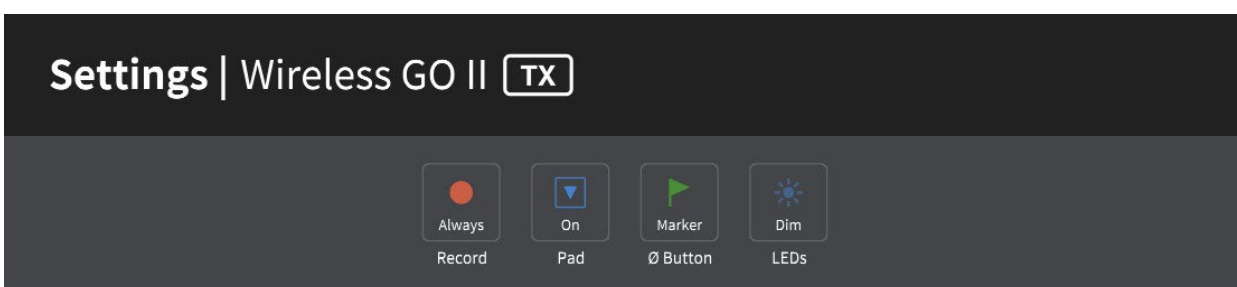 Settings | Wireless GO II TX
Always On Marker Dim
Record Pad Ø Button LEDs